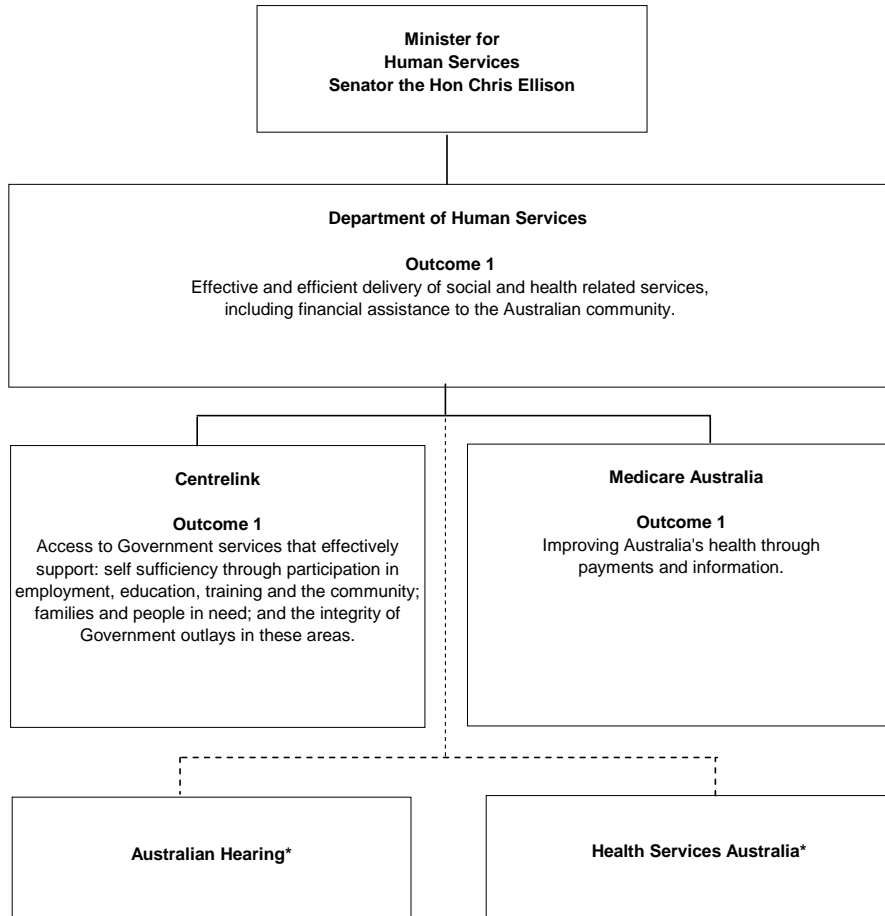 Minister for
Human Services
Senator the Hon Chris Ellison
Department of Human Services
Outcome 1
Effective and efficient delivery of social and health related services,
including financial assistance to the Australian community.
Centrelink
Outcome 1
Access to Government services that effectively
support: self sufficiency through participation in
employment, education, training and the community;
families and people in need; and the integrity of
Government outlays in these areas.
Medicare Australia
Outcome 1
Improving Australia's health through
payments and information.
Australian Hearing*
Health Services Australia*